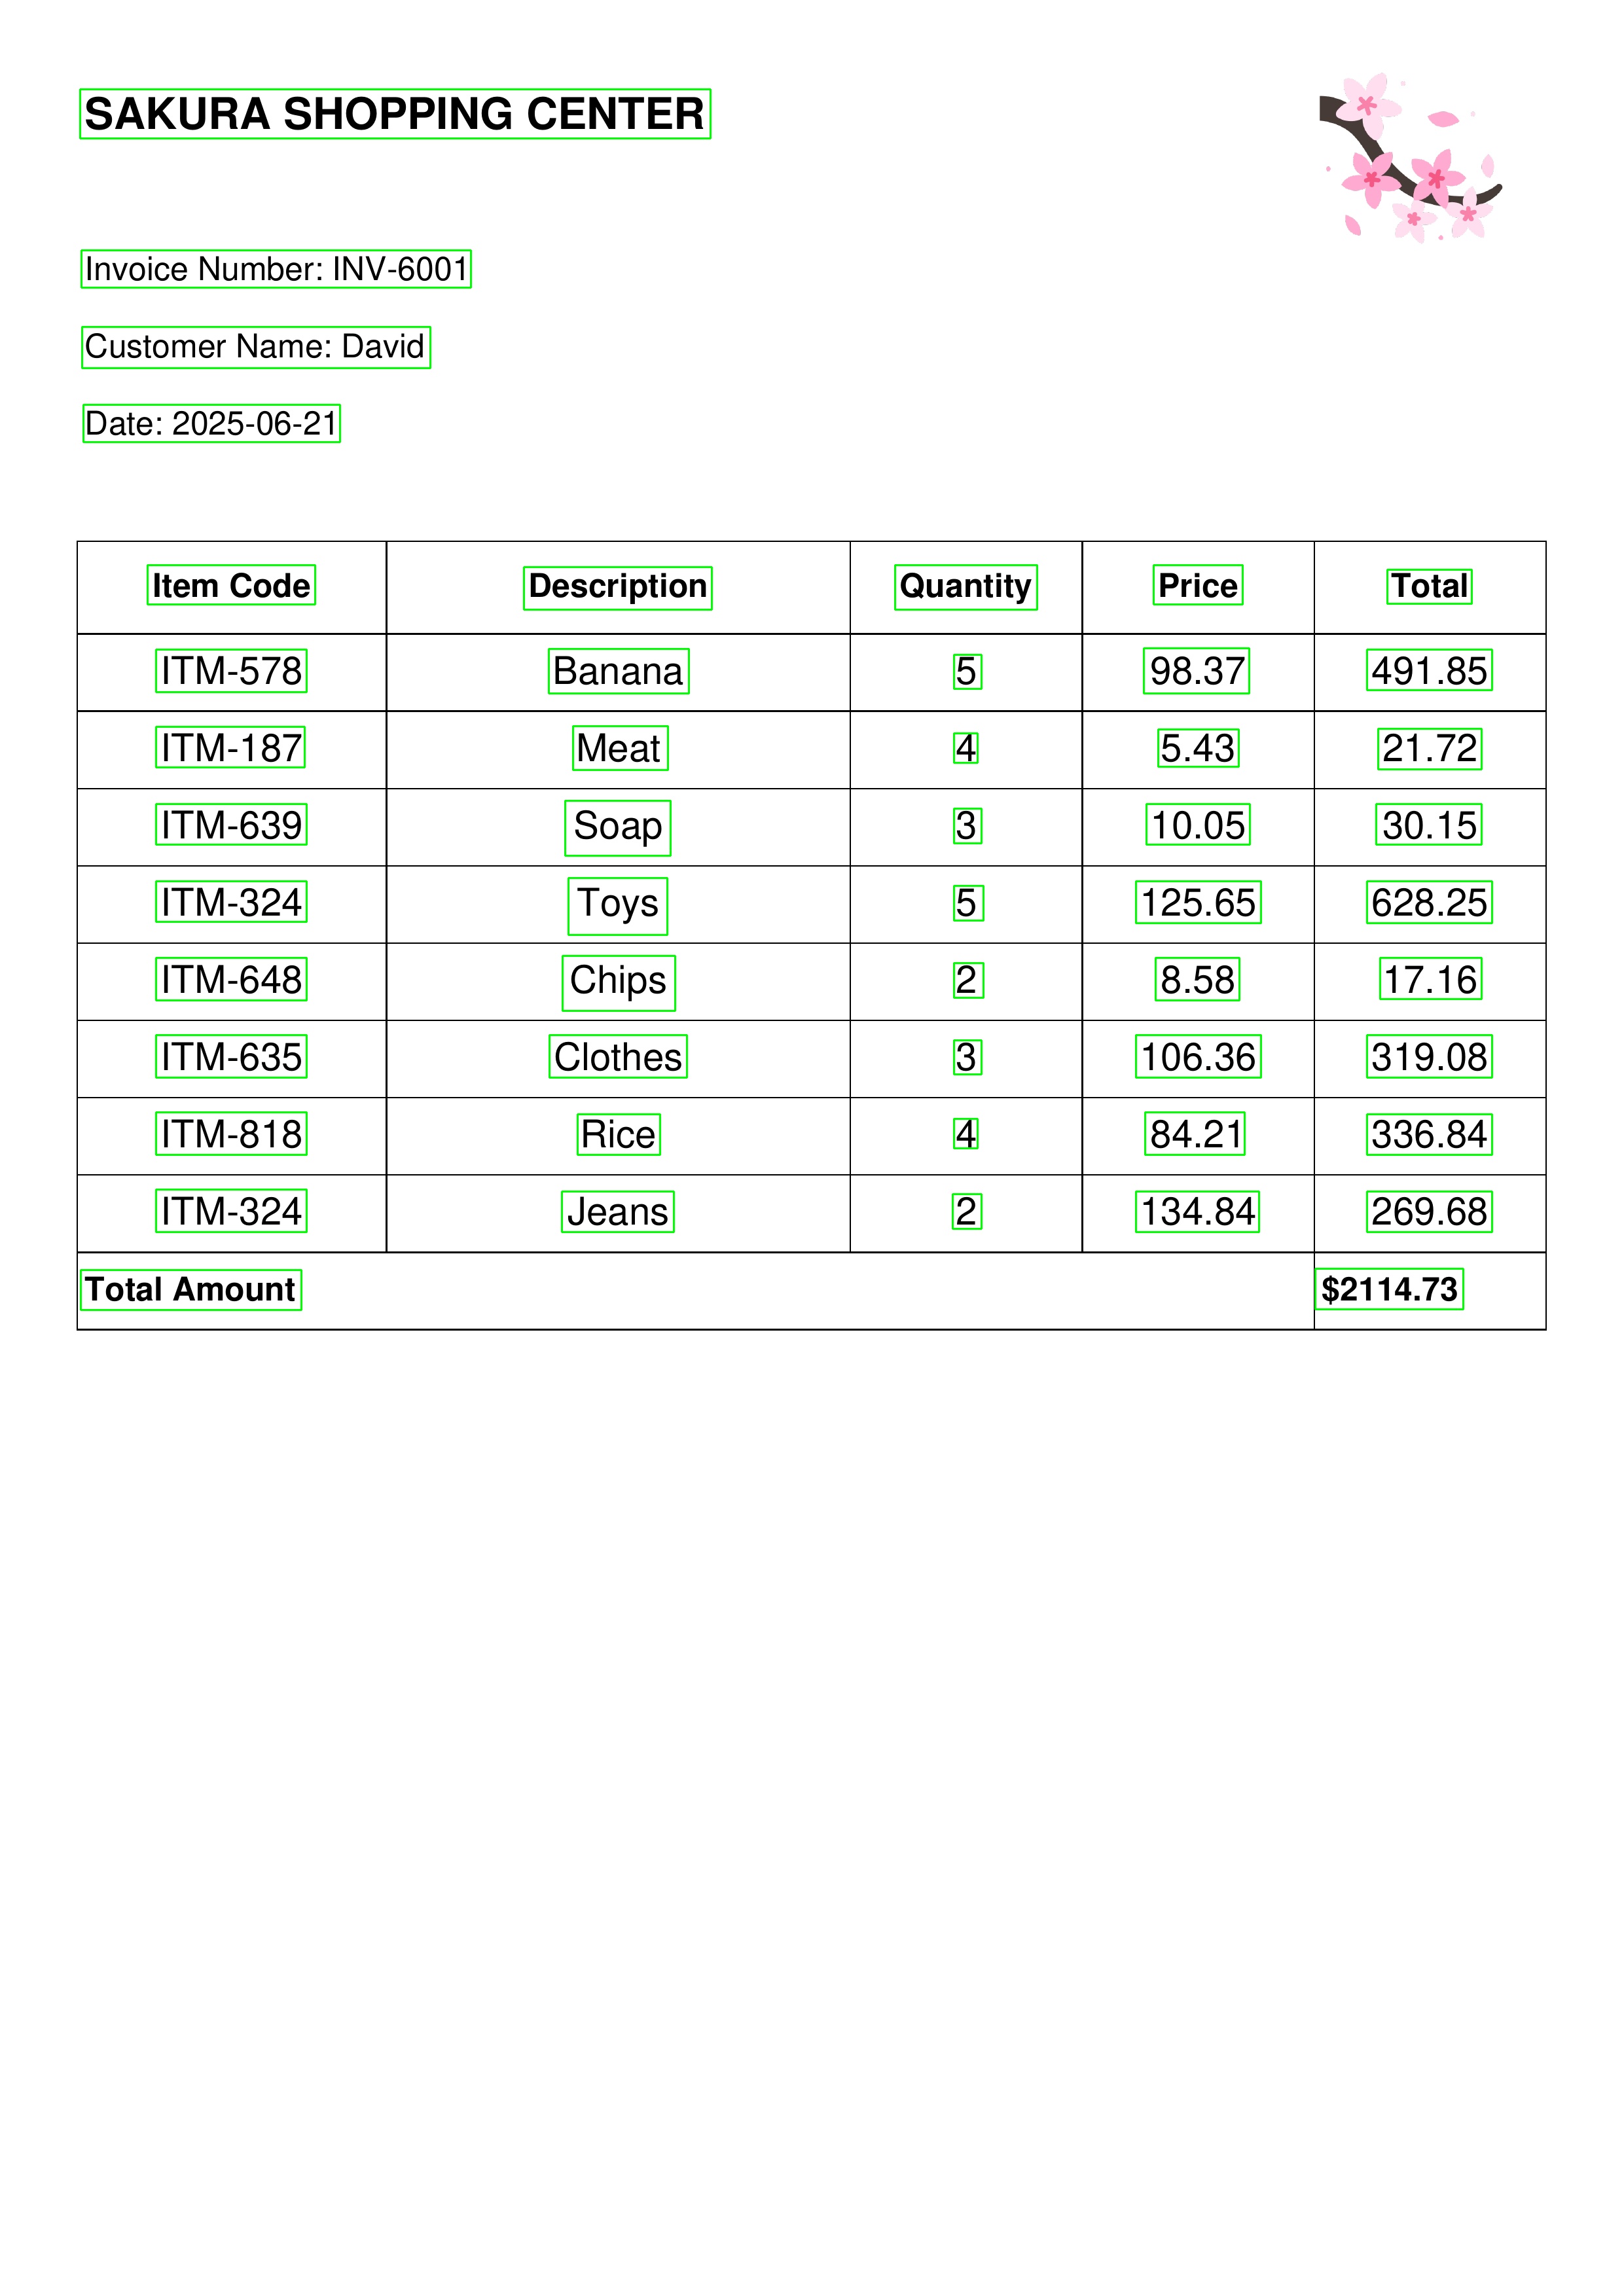 SAKURA SHOPPING CENTER
Invoice Number: INV-6001
Customer Name: David
Date: 2025-06-21
Item Code Description Quantity Price Total
ITM-578 Banana 5 98.37 491.85
ITM-187 Meat 4 5.43 21.72
ITM-639 Soap 3 10.05 30.15
ITM-324 Toys 5 125.65 628.25
ITM-648 Chips 2 8.58 17.16
ITM-635 Clothes 3 106.36 319.08
ITM-818 Rice 4 84.21 336.84
ITM-324 Jeans 2 134.84 269.68
Total Amount $2114.73